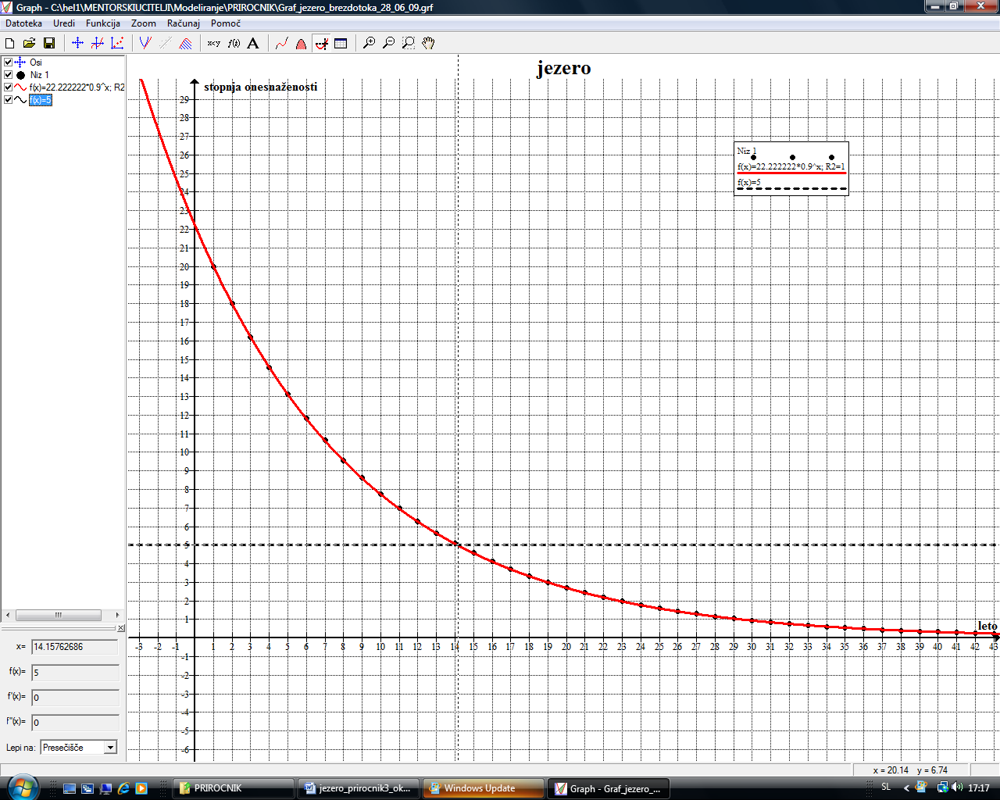 Graph - C:\hel1\MENTORSKIUCITELJI\Modeliranje\PRIROCNIK\Graf_jezero_brezdotoka_28_06_09.grf
Datoteka Uredi Funkcija Zoom Računaj Pomoč
Osi
Niz 1
f(x)=22.222222*0.9^x; R2
f(x)=5
x= 14.15762686
f(x)= 5
f'(x)= 0
f''(x)= 0
Lepi na: Presečišče
jezero
stopnja onesnaženosti
29
28
27
26
25
24
23
22
21
20
19
18
17
16
15
14
13
12
11
10
9
8
7
6
5
4
3
2
1
-1
-2
-3
-4
-5
-6
Niz 1
f(x)=22.222222*0.9^x; R2=1
f(x)=5
leto
-3 -2 -1 1 2 3 4 5 6 7 8 9 10 11 12 13 14 15 16 17 18 19 20 21 22 23 24 25 26 27 28 29 30 31 32 33 34 35 36 37 38 39 40 41 42 43
x = 20.14 y = 6.74
PRIROCNIK
jezero_prirocnik3_ok...
Windows Update
Graph - Graf_jezero_...
SL
17:17